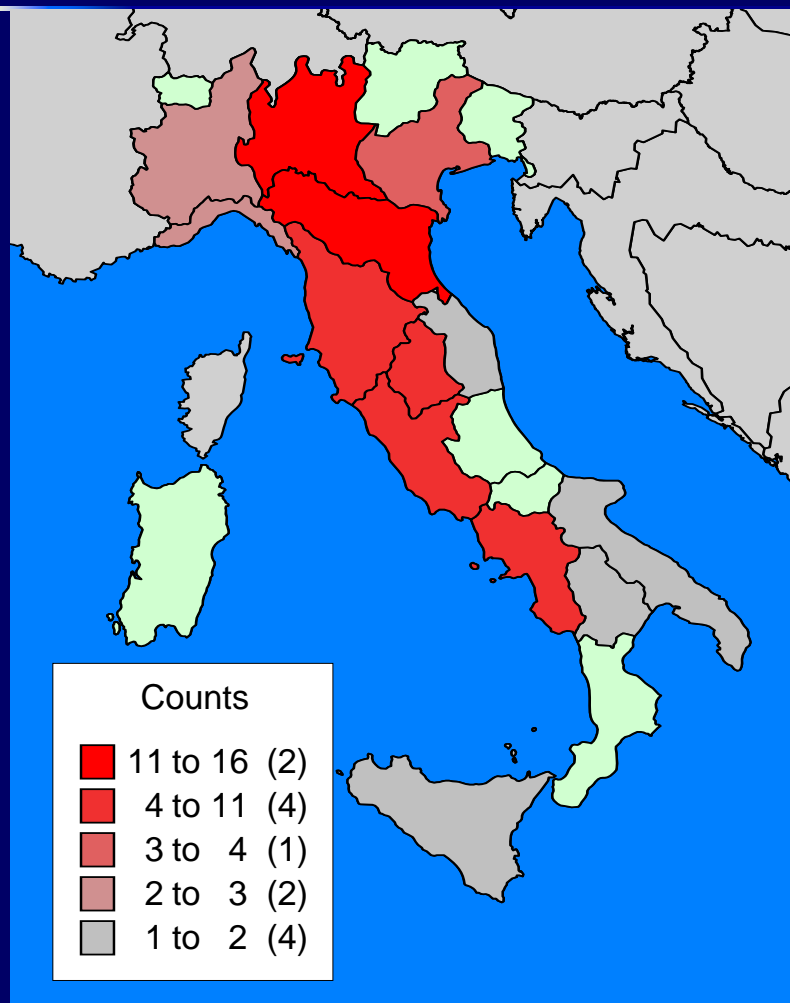 Counts
11 to 16 (2)
4 to 11 (4)
3 to 4 (1)
2 to 3 (2)
1 to 2 (4)